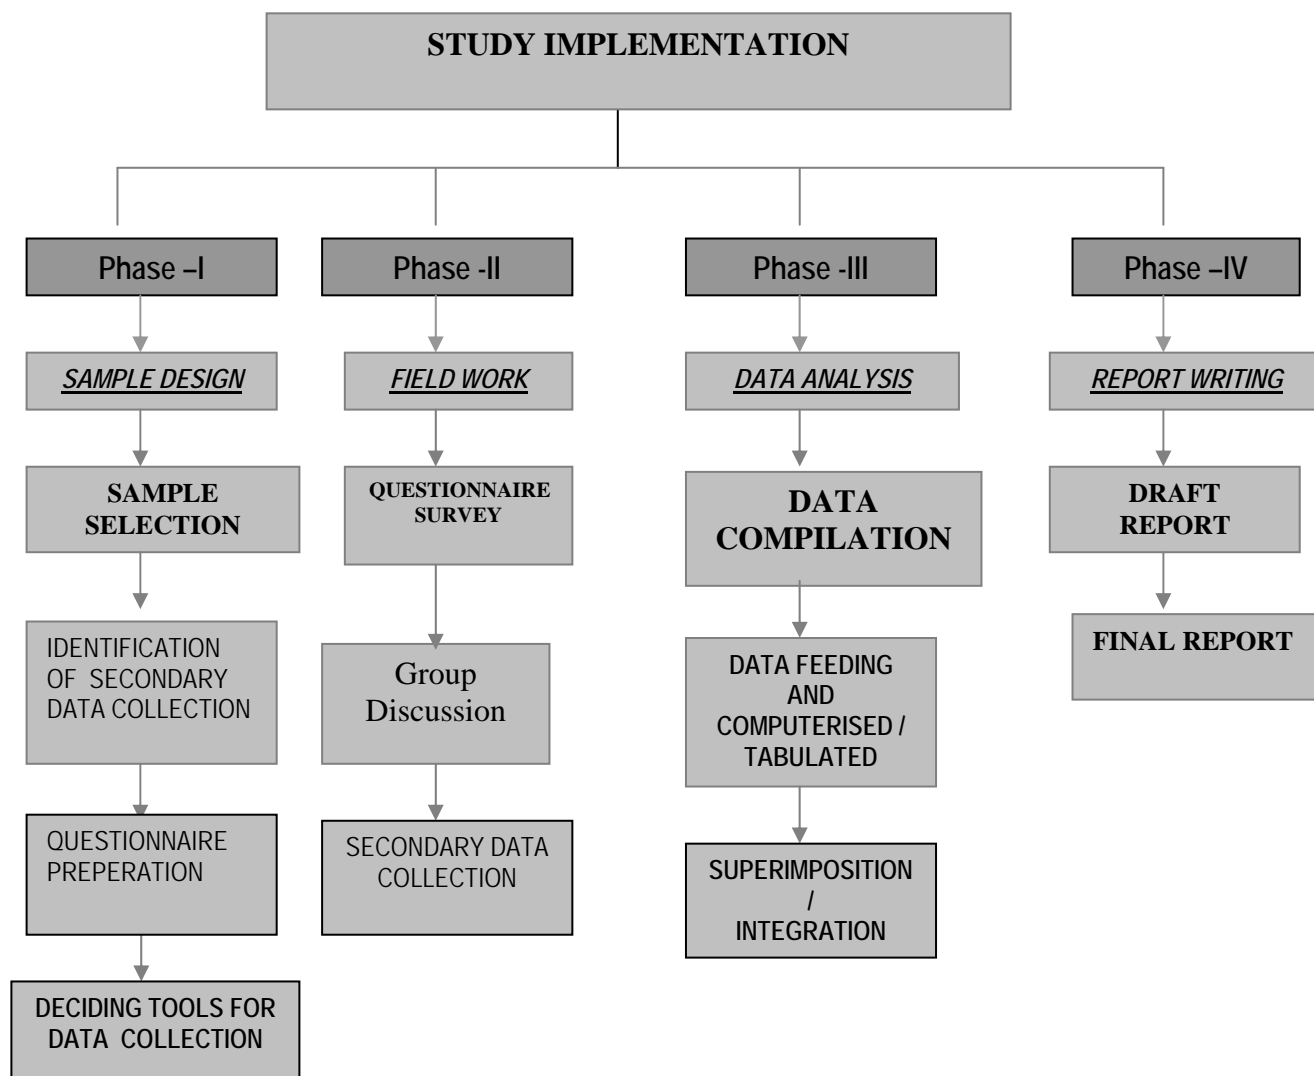 STUDY IMPLEMENTATION
Phase –I
SAMPLE DESIGN
SAMPLE
SELECTION
IDENTIFICATION
OF SECONDARY
DATA COLLECTION
QUESTIONNAIRE
PREPERATION
DECIDING TOOLS FOR
DATA COLLECTION
Phase -II
FIELD WORK
QUESTIONNAIRE
SURVEY
Group
Discussion
SECONDARY DATA
COLLECTION
Phase -III
DATA ANALYSIS
DATA
COMPILATION
DATA FEEDING
AND
COMPUTERISED /
TABULATED
SUPERIMPOSITION
/
INTEGRATION
Phase –IV
REPORT WRITING
DRAFT
REPORT
FINAL REPORT